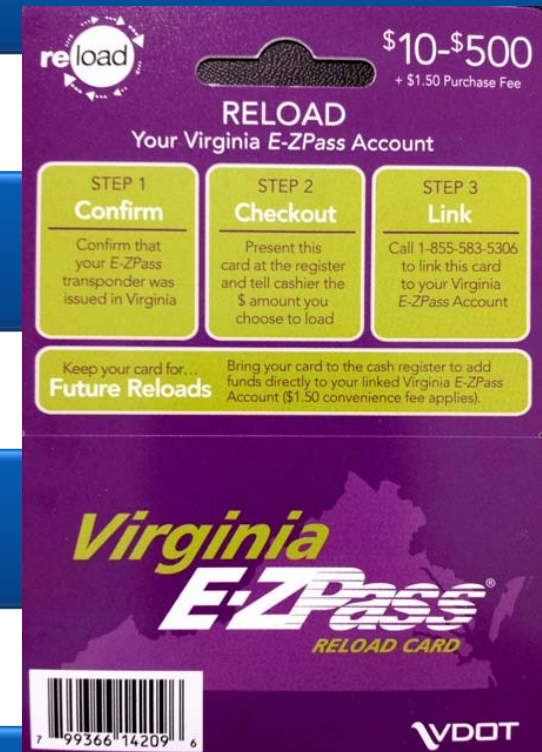 reload
$10-$500
+ $1.50 Purchase Fee
RELOAD
Your Virginia E-ZPass Account
STEP 1
Confirm
Confirm that
your E-ZPass
transponder was
issued in Virginia
STEP 2
Checkout
Present this
card at the register
and tell cashier the
$ amount you
choose to load
STEP 3
Link
Call 1-855-583-5306
to link this card
to your Virginia
E-ZPass Account
Keep your card for...
Future Reloads
Bring your card to the cash register to add
funds directly to your linked Virginia E-ZPass
Account ($1.50 convenience fee applies).
Virginia
E-ZPass®
RELOAD CARD
7 99366 14209 6
VDOT